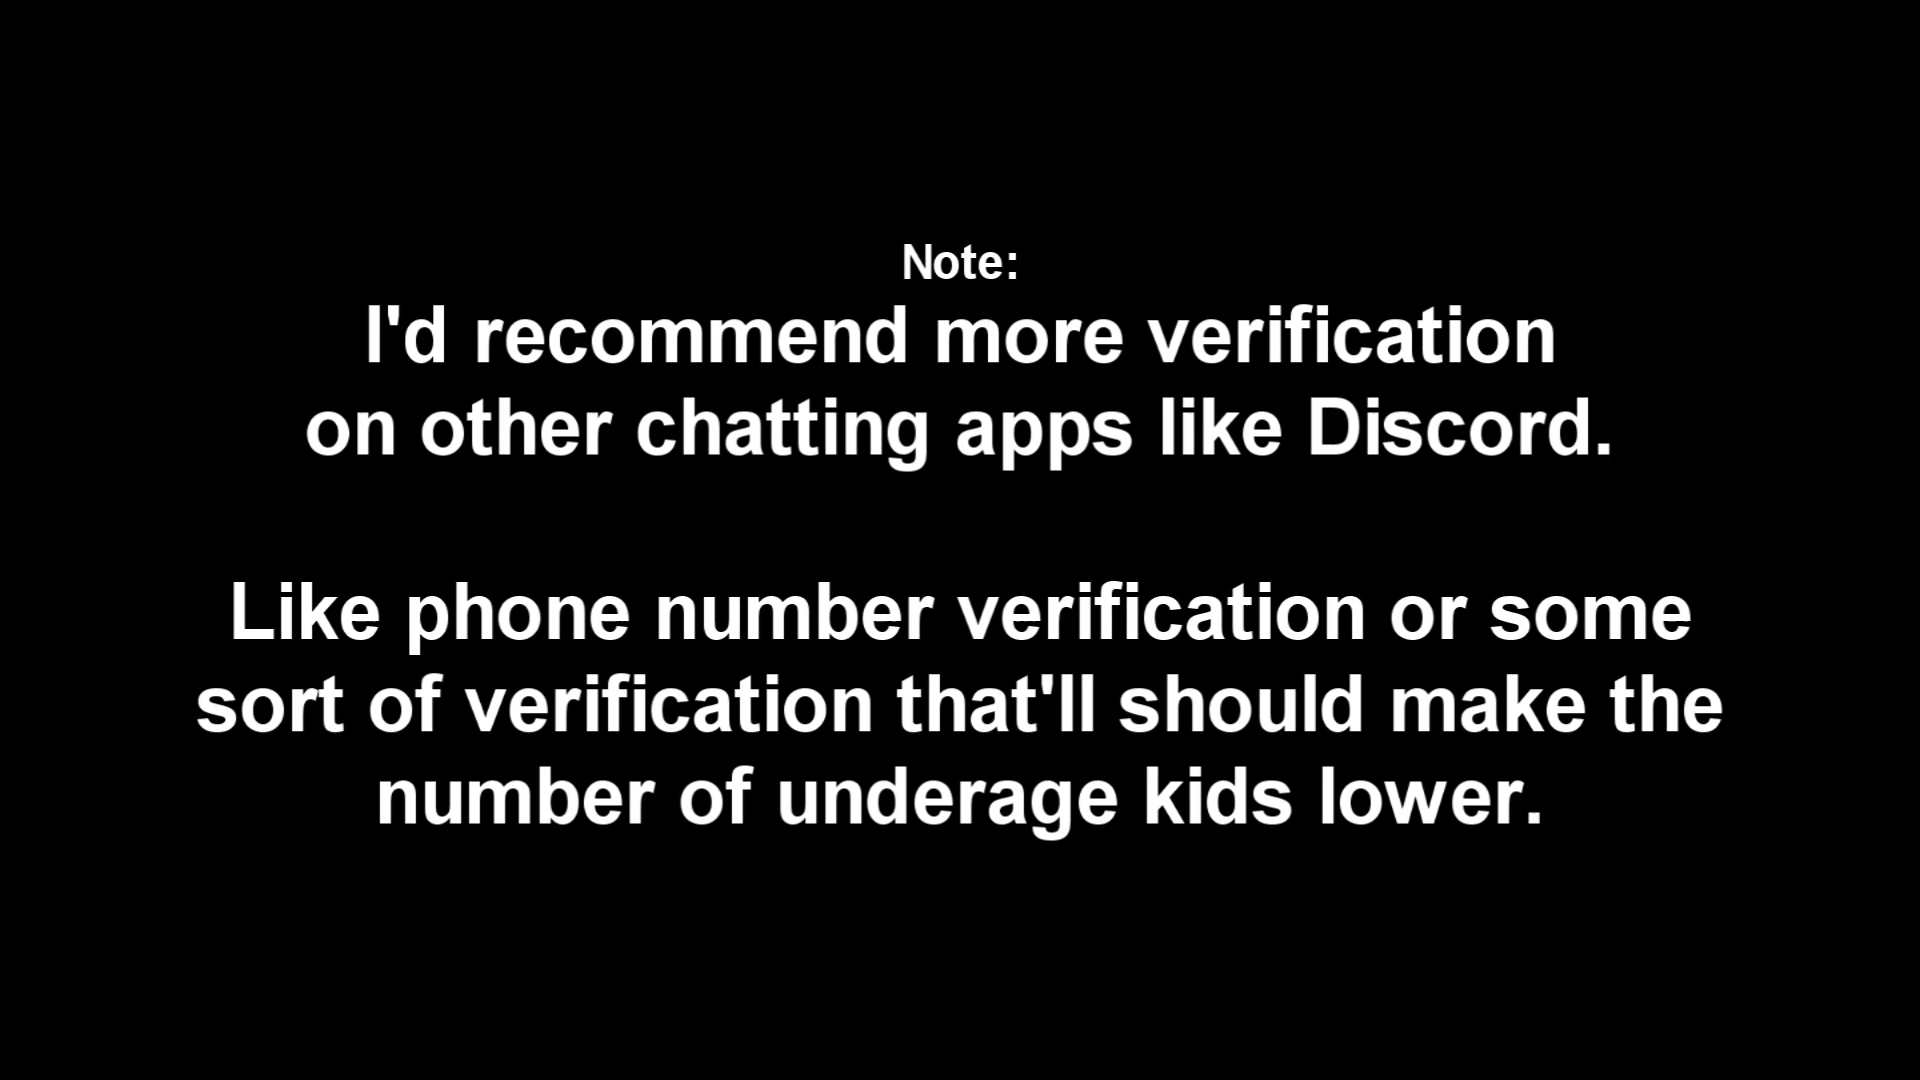 Note:
I'd recommend more verification
on other chatting apps like Discord.
Like phone number verification or some
sort of verification that'll should make the
number of underage kids lower.